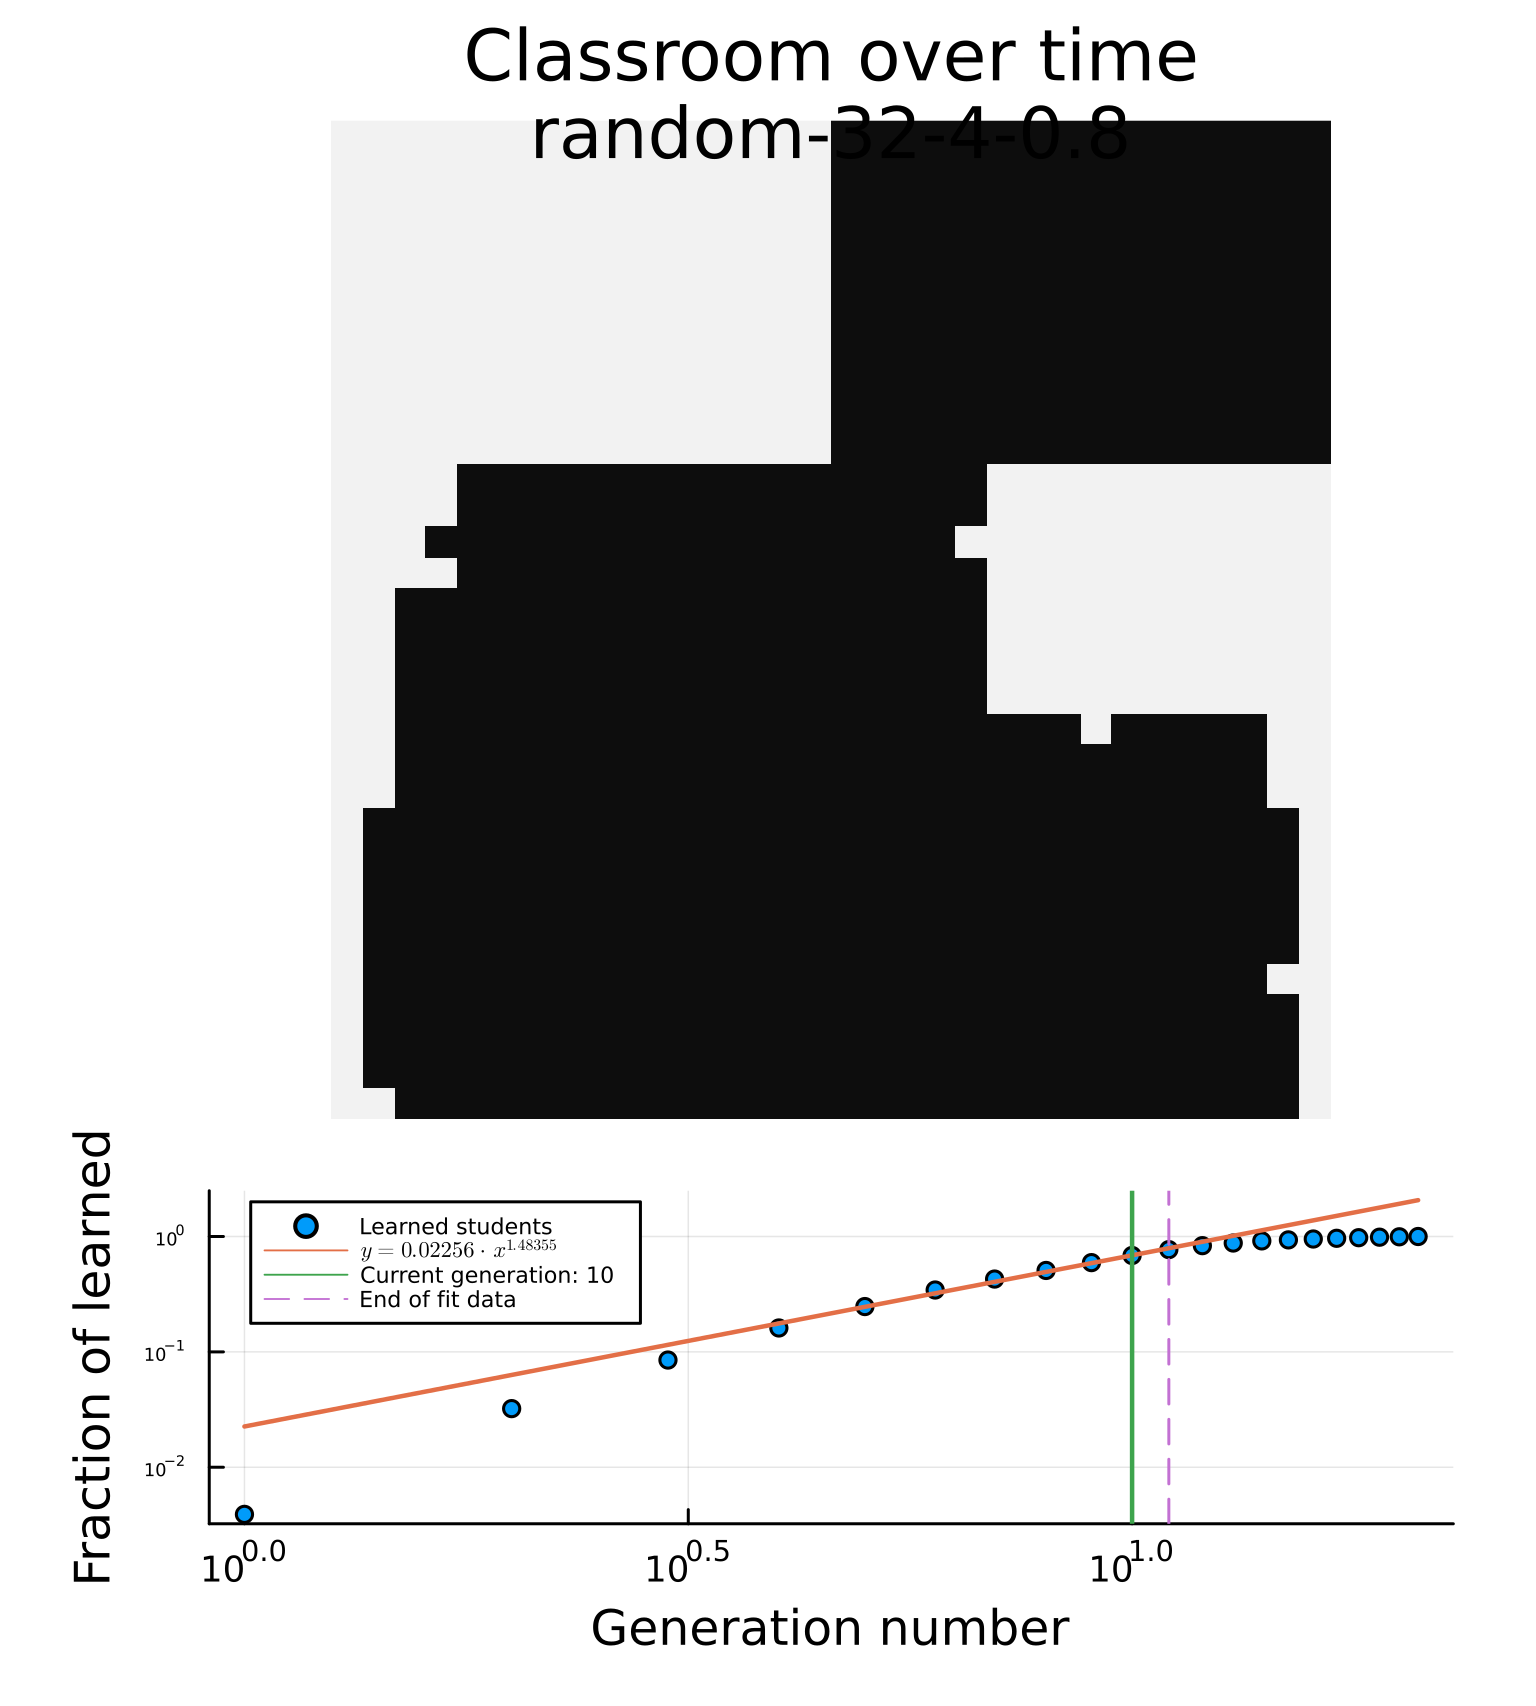 Classroom over time
random-32-4-0.8
Fraction of learned
10⁰
10⁻¹
10⁻²
Learned students
y = 0.02256 · x^1.48355
Current generation: 10
End of fit data
10^0.0
10^0.5
10^1.0
Generation number